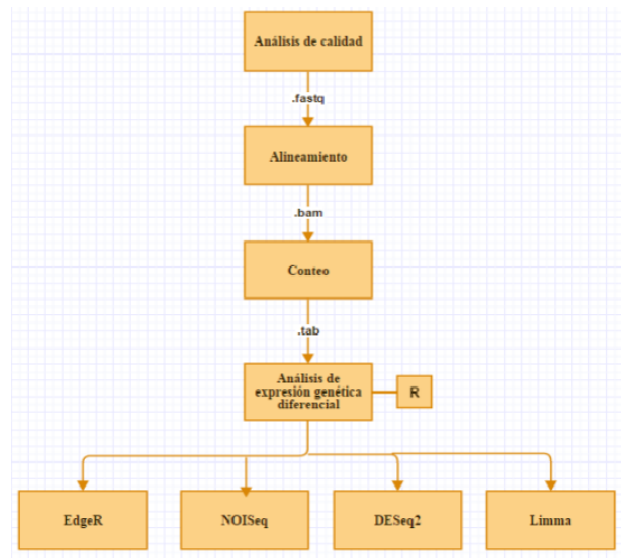 Análisis de calidad
.fastq
Alineamiento
.bam
Conteo
.tab
Análisis de
expresión genética
diferencial
R
EdgeR
NOISeq
DESeq2
Limma